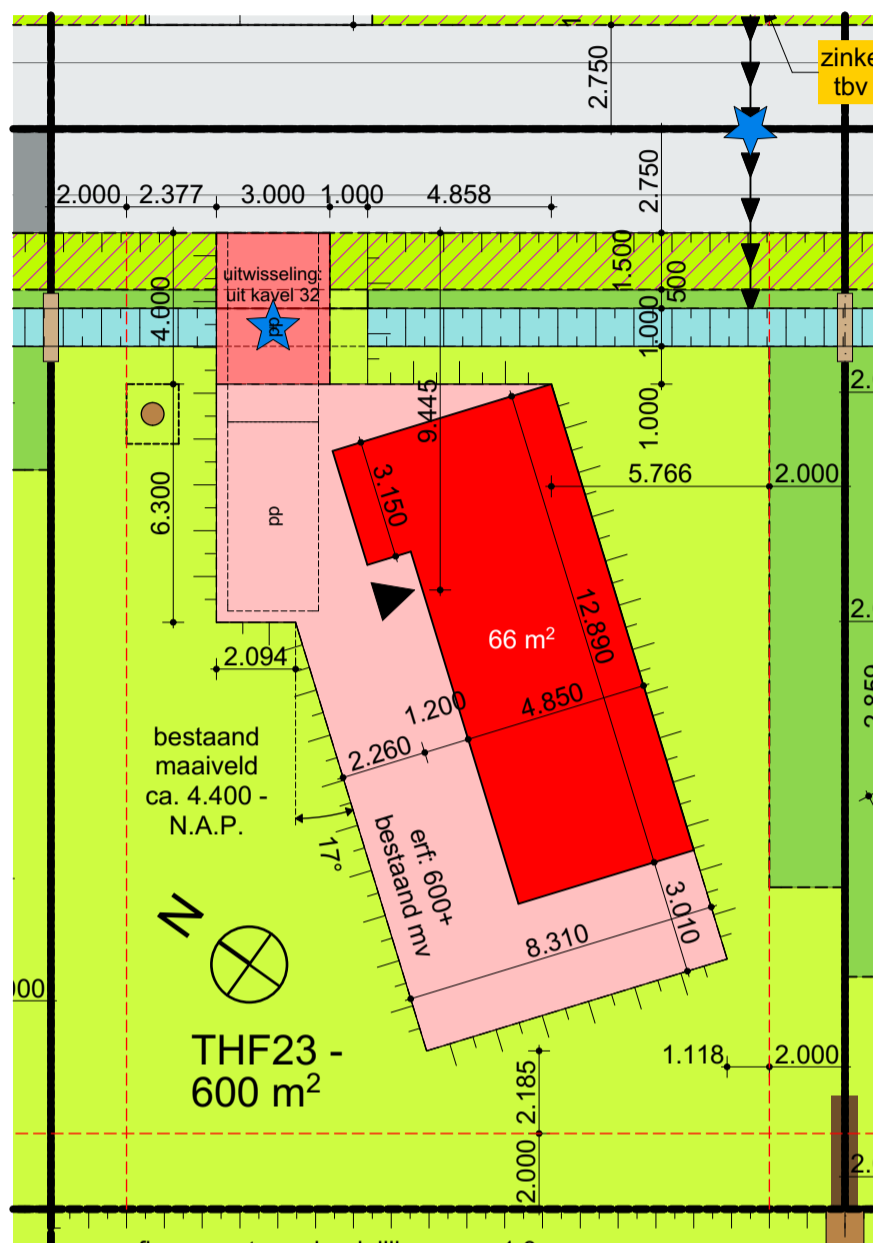 zinke
tbv
2.750
2.750
2.000
2.377
3.000
1.000
4.858
1.500
500
uitwisseling:
uit kavel 32
pp
4.000
1.000
1.000
9.445
3.150
5.766
2.000
6.300
pp
12.890
66 m²
2.094
1.200
4.850
2.260
bestaand
maaiveld
ca. 4.400 -
N.A.P.
17°
erf: 600+
bestaand mv
2.859
N
8.310
3.010
THF23 -
600 m²
1.118
2.000
2.185
2.000